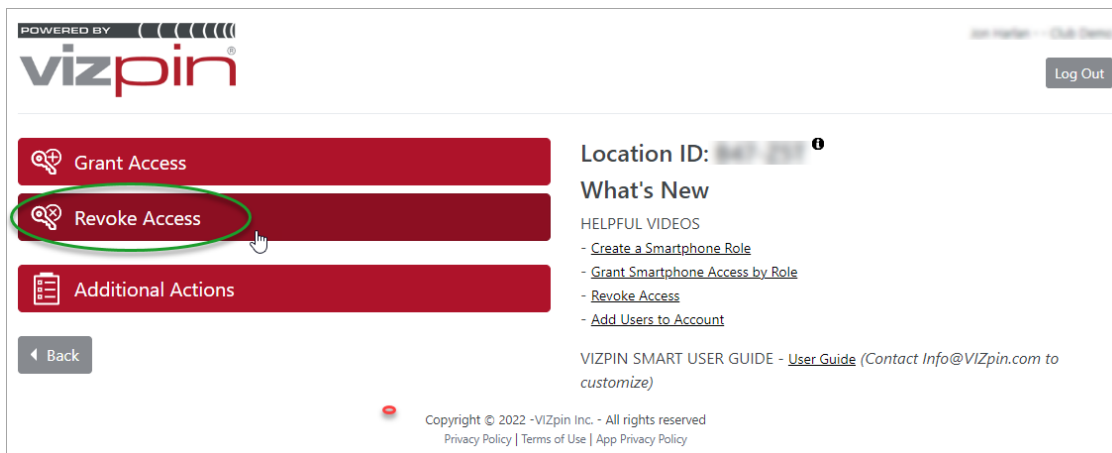 POWERED BY
vizpin®
Log Out
Grant Access
Revoke Access
Additional Actions
Back
Location ID:
What's New
HELPFUL VIDEOS
- Create a Smartphone Role
- Grant Smartphone Access by Role
- Revoke Access
- Add Users to Account
VIZPIN SMART USER GUIDE - User Guide (Contact Info@VIZpin.com to
customize)
Copyright © 2022 -VIZpin Inc. - All rights reserved
Privacy Policy | Terms of Use | App Privacy Policy